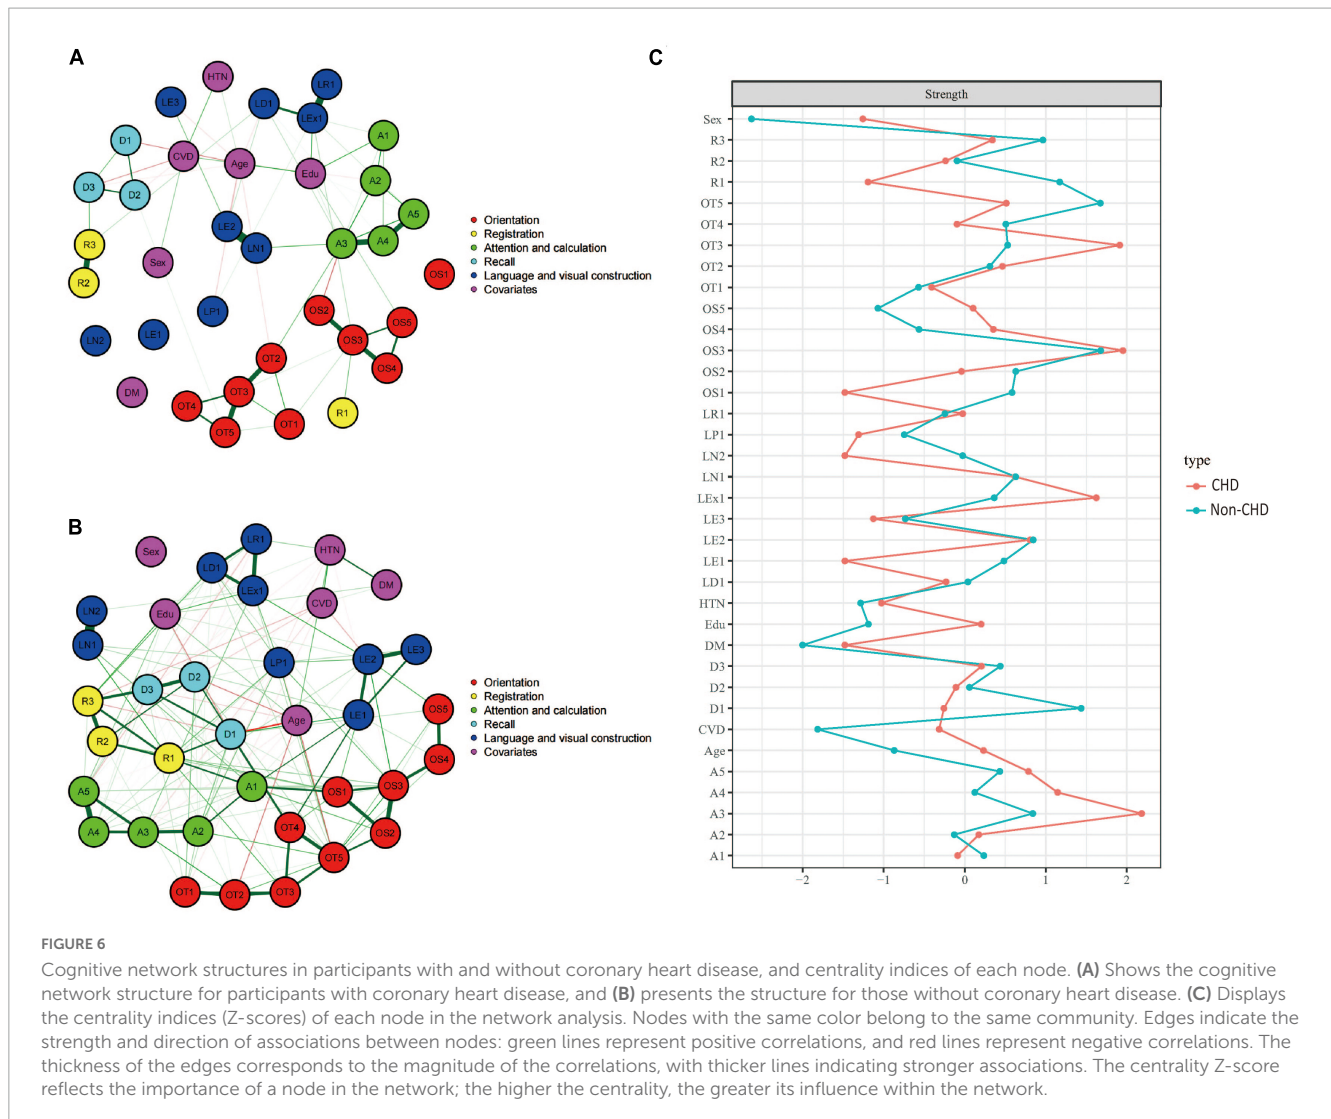 A
HTN
LE3
LD1
LR1
LEx1
D1
A1
CVD
Age
Edu
A2
D3
D2
A5
LE2
A3
A4
R3
LN1
Sex
OS1
R2
LP1
OS2
OS5
LN2
LE1
OS3
OT2
OS4
DM
OT3
OT4
R1
OT5
OT1
Orientation
Registration
Attention and calculation
Recall
Language and visual construction
Covariates
B
Sex
LR1
HTN
LD1
DM
LEx1
CVD
LN2
Edu
LN1
LP1
LE2
LE3
D3
D2
R3
Age
LE1
OS5
D1
R2
R1
OS4
A5
A1
OS1
OS3
A4
A3
A2
OT4
OS2
OT5
OT1
OT2
OT3
Orientation
Registration
Attention and calculation
Recall
Language and visual construction
Covariates
C
Strength
Sex
R3
R2
R1
OT5
OT4
OT3
OT2
OT1
OS5
OS4
OS3
OS2
OS1
LR1
LP1
LN2
LN1
LEx1
LE3
LE2
LE1
LD1
HTN
Edu
DM
D3
D2
D1
CVD
Age
A5
A4
A3
A2
A1
−2 −1 0 1 2
type
CHD
Non-CHD
FIGURE 6
Cognitive network structures in participants with and without coronary heart disease, and centrality indices of each node. (A) Shows the cognitive
network structure for participants with coronary heart disease, and (B) presents the structure for those without coronary heart disease. (C) Displays
the centrality indices (Z-scores) of each node in the network analysis. Nodes with the same color belong to the same community. Edges indicate the
strength and direction of associations between nodes: green lines represent positive correlations, and red lines represent negative correlations. The
thickness of the edges corresponds to the magnitude of the correlations, with thicker lines indicating stronger associations. The centrality Z-score
reflects the importance of a node in the network; the higher the centrality, the greater its influence within the network.